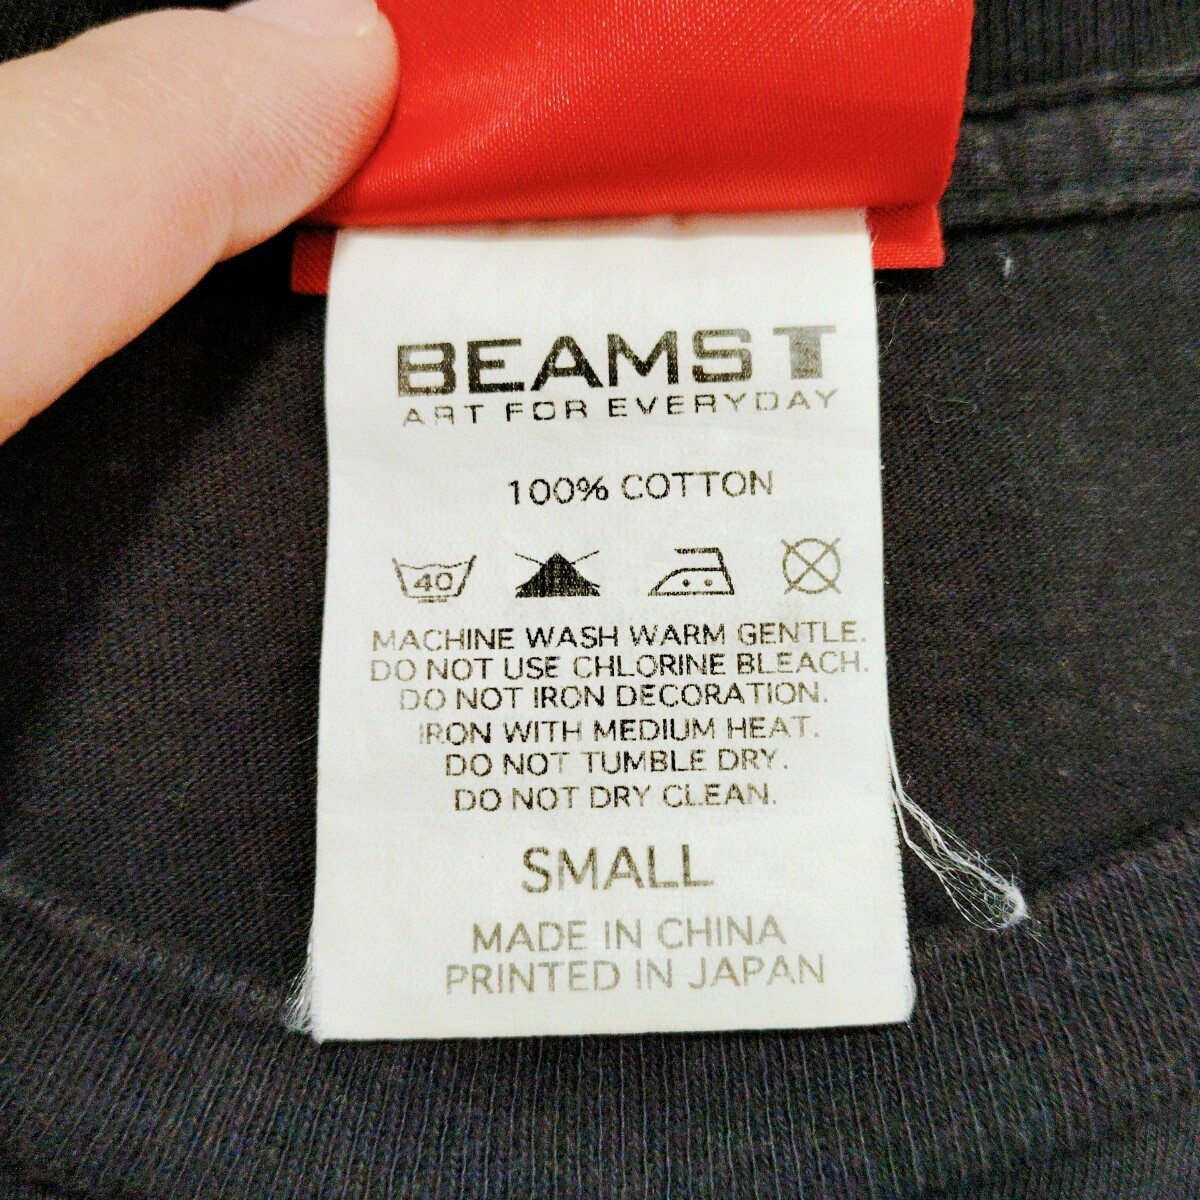 BEAMS T
ART FOR EVERYDAY
100% COTTON
40
MACHINE WASH WARM GENTLE.
DO NOT USE CHLORINE BLEACH.
DO NOT IRON DECORATION.
IRON WITH MEDIUM HEAT.
DO NOT TUMBLE DRY.
DO NOT DRY CLEAN.
SMALL
MADE IN CHINA
PRINTED IN JAPAN